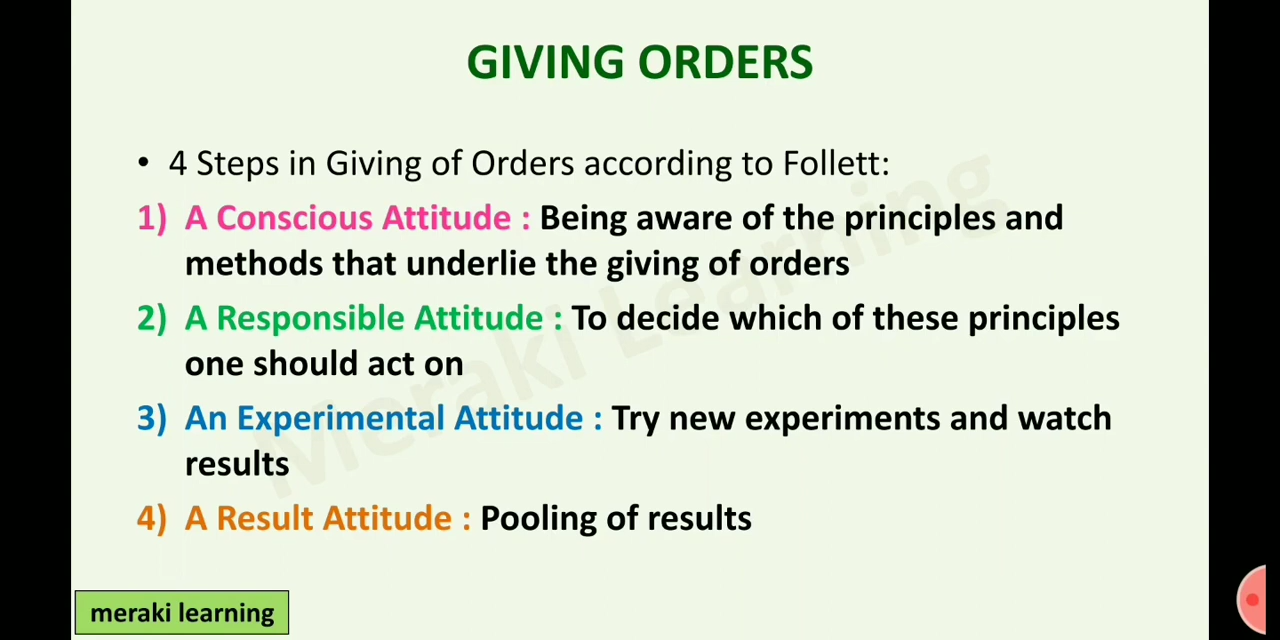 GIVING ORDERS
• 4 Steps in Giving of Orders according to Follett:
1) A Conscious Attitude : Being aware of the principles and
methods that underlie the giving of orders
2) A Responsible Attitude : To decide which of these principles
one should act on
3) An Experimental Attitude : Try new experiments and watch
results
4) A Result Attitude : Pooling of results
Meraki Learning
meraki learning